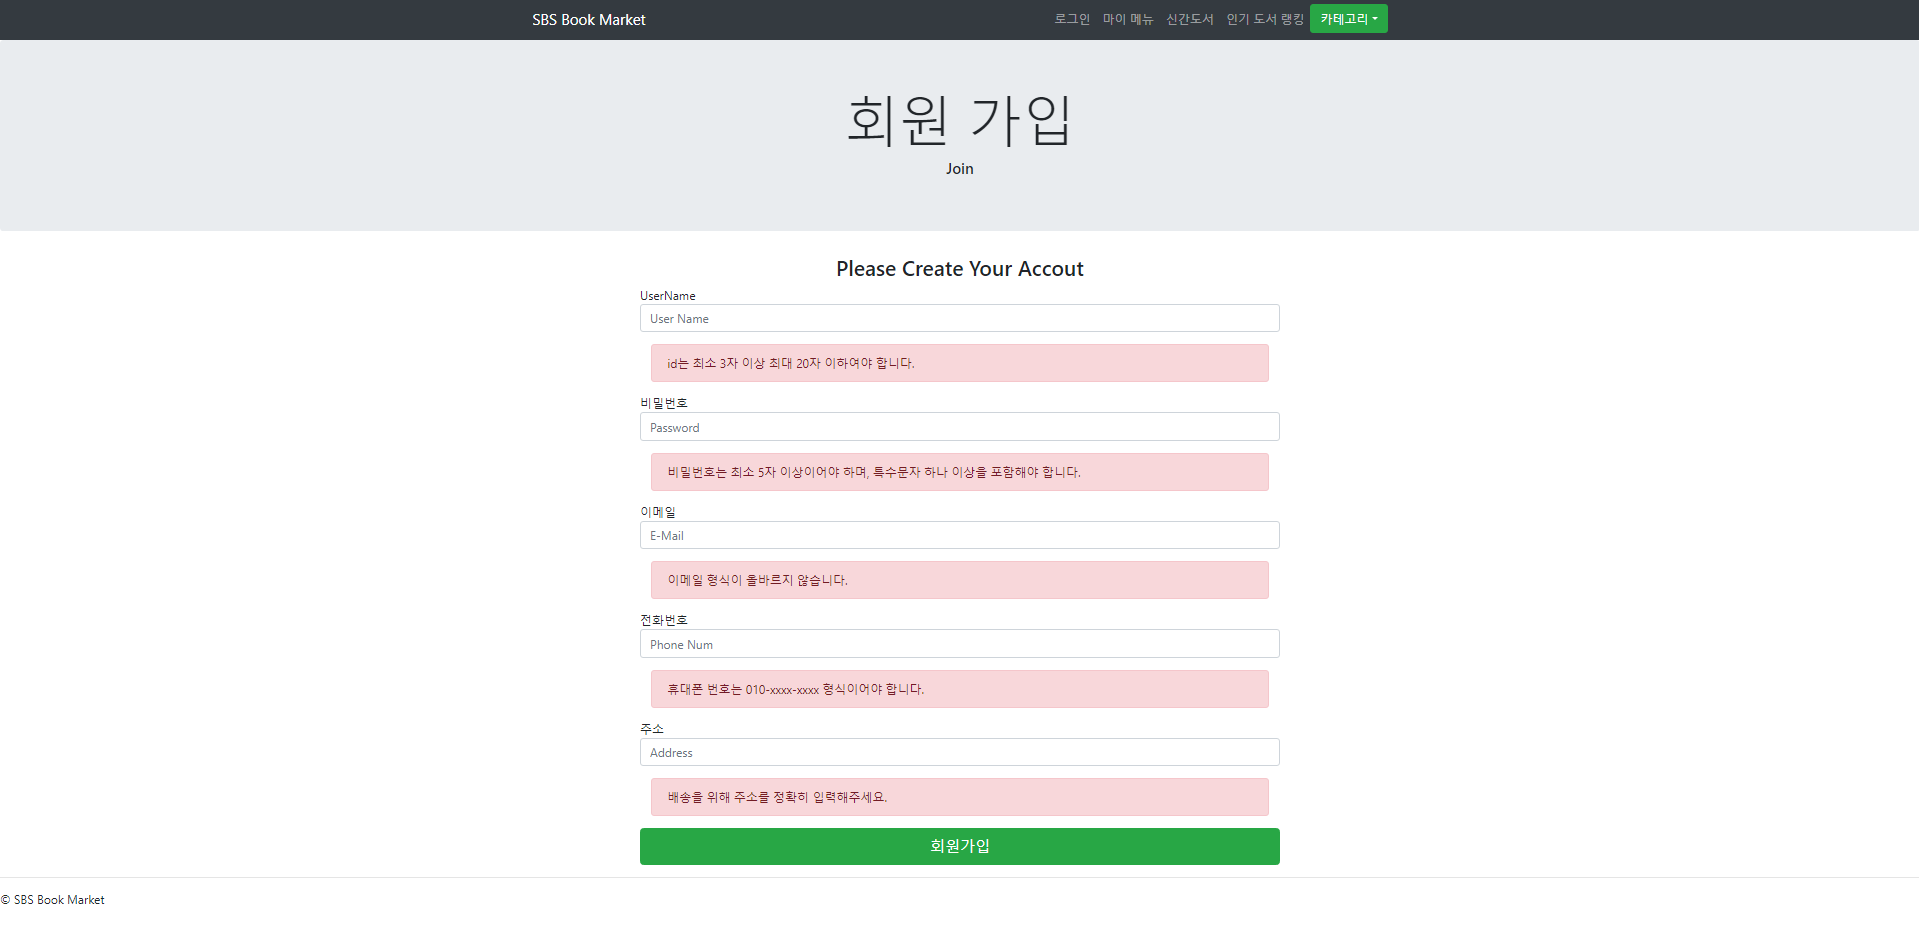 SBS Book Market
로그인 마이 메뉴 신간도서 인기 도서 랭킹 카테고리
회원 가입
Join
Please Create Your Accout
UserName
User Name
id는 최소 3자 이상 최대 20자 이하여야 합니다.
비밀번호
Password
비밀번호는 최소 5자 이상이어야 하며, 특수문자 하나 이상을 포함해야 합니다.
이메일
E-Mail
이메일 형식이 올바르지 않습니다.
전화번호
Phone Num
휴대폰 번호는 010-xxxx-xxxx 형식이어야 합니다.
주소
Address
배송을 위해 주소를 정확히 입력해주세요.
회원가입
© SBS Book Market